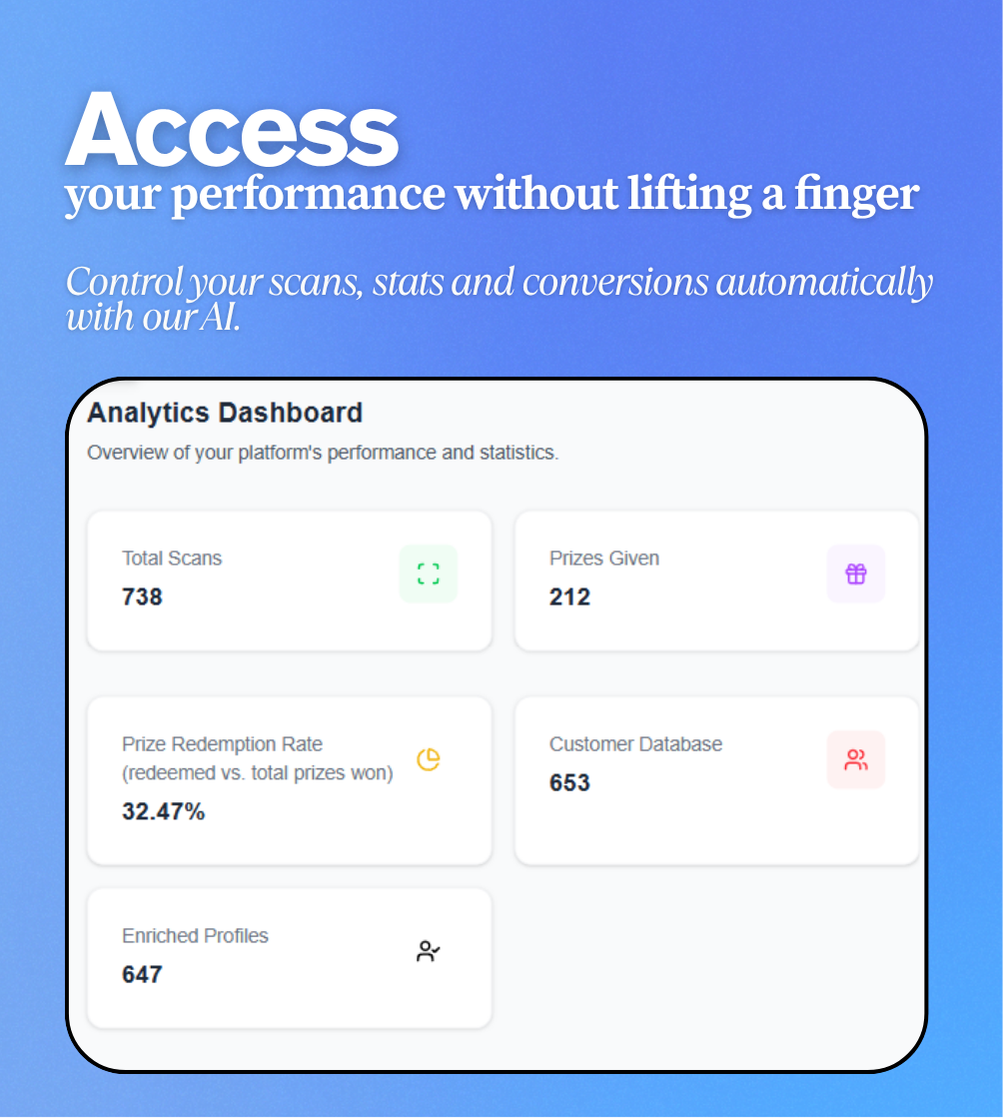 Access
your performance without lifting a finger
Control your scans, stats and conversions automatically
with our AI.
Analytics Dashboard
Overview of your platform's performance and statistics.
Total Scans
738
Prizes Given
212
Prize Redemption Rate
(redeemed vs. total prizes won)
32.47%
Customer Database
653
Enriched Profiles
647